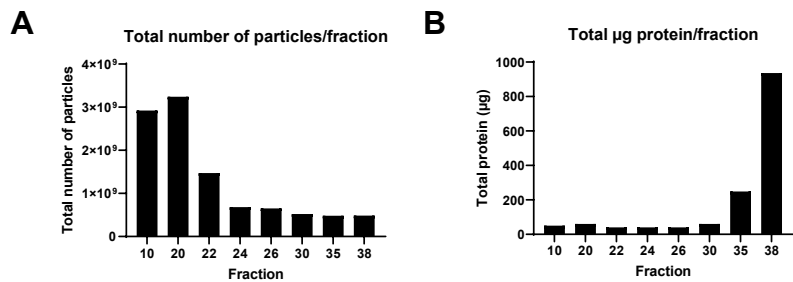 A
Total number of particles/fraction
Total number of particles
4×10⁹
3×10⁹
2×10⁹
1×10⁹
0
10 20 22 24 26 30 35 38
Fraction
B
Total µg protein/fraction
Total protein (µg)
1000
800
600
400
200
0
10 20 22 24 26 30 35 38
Fraction